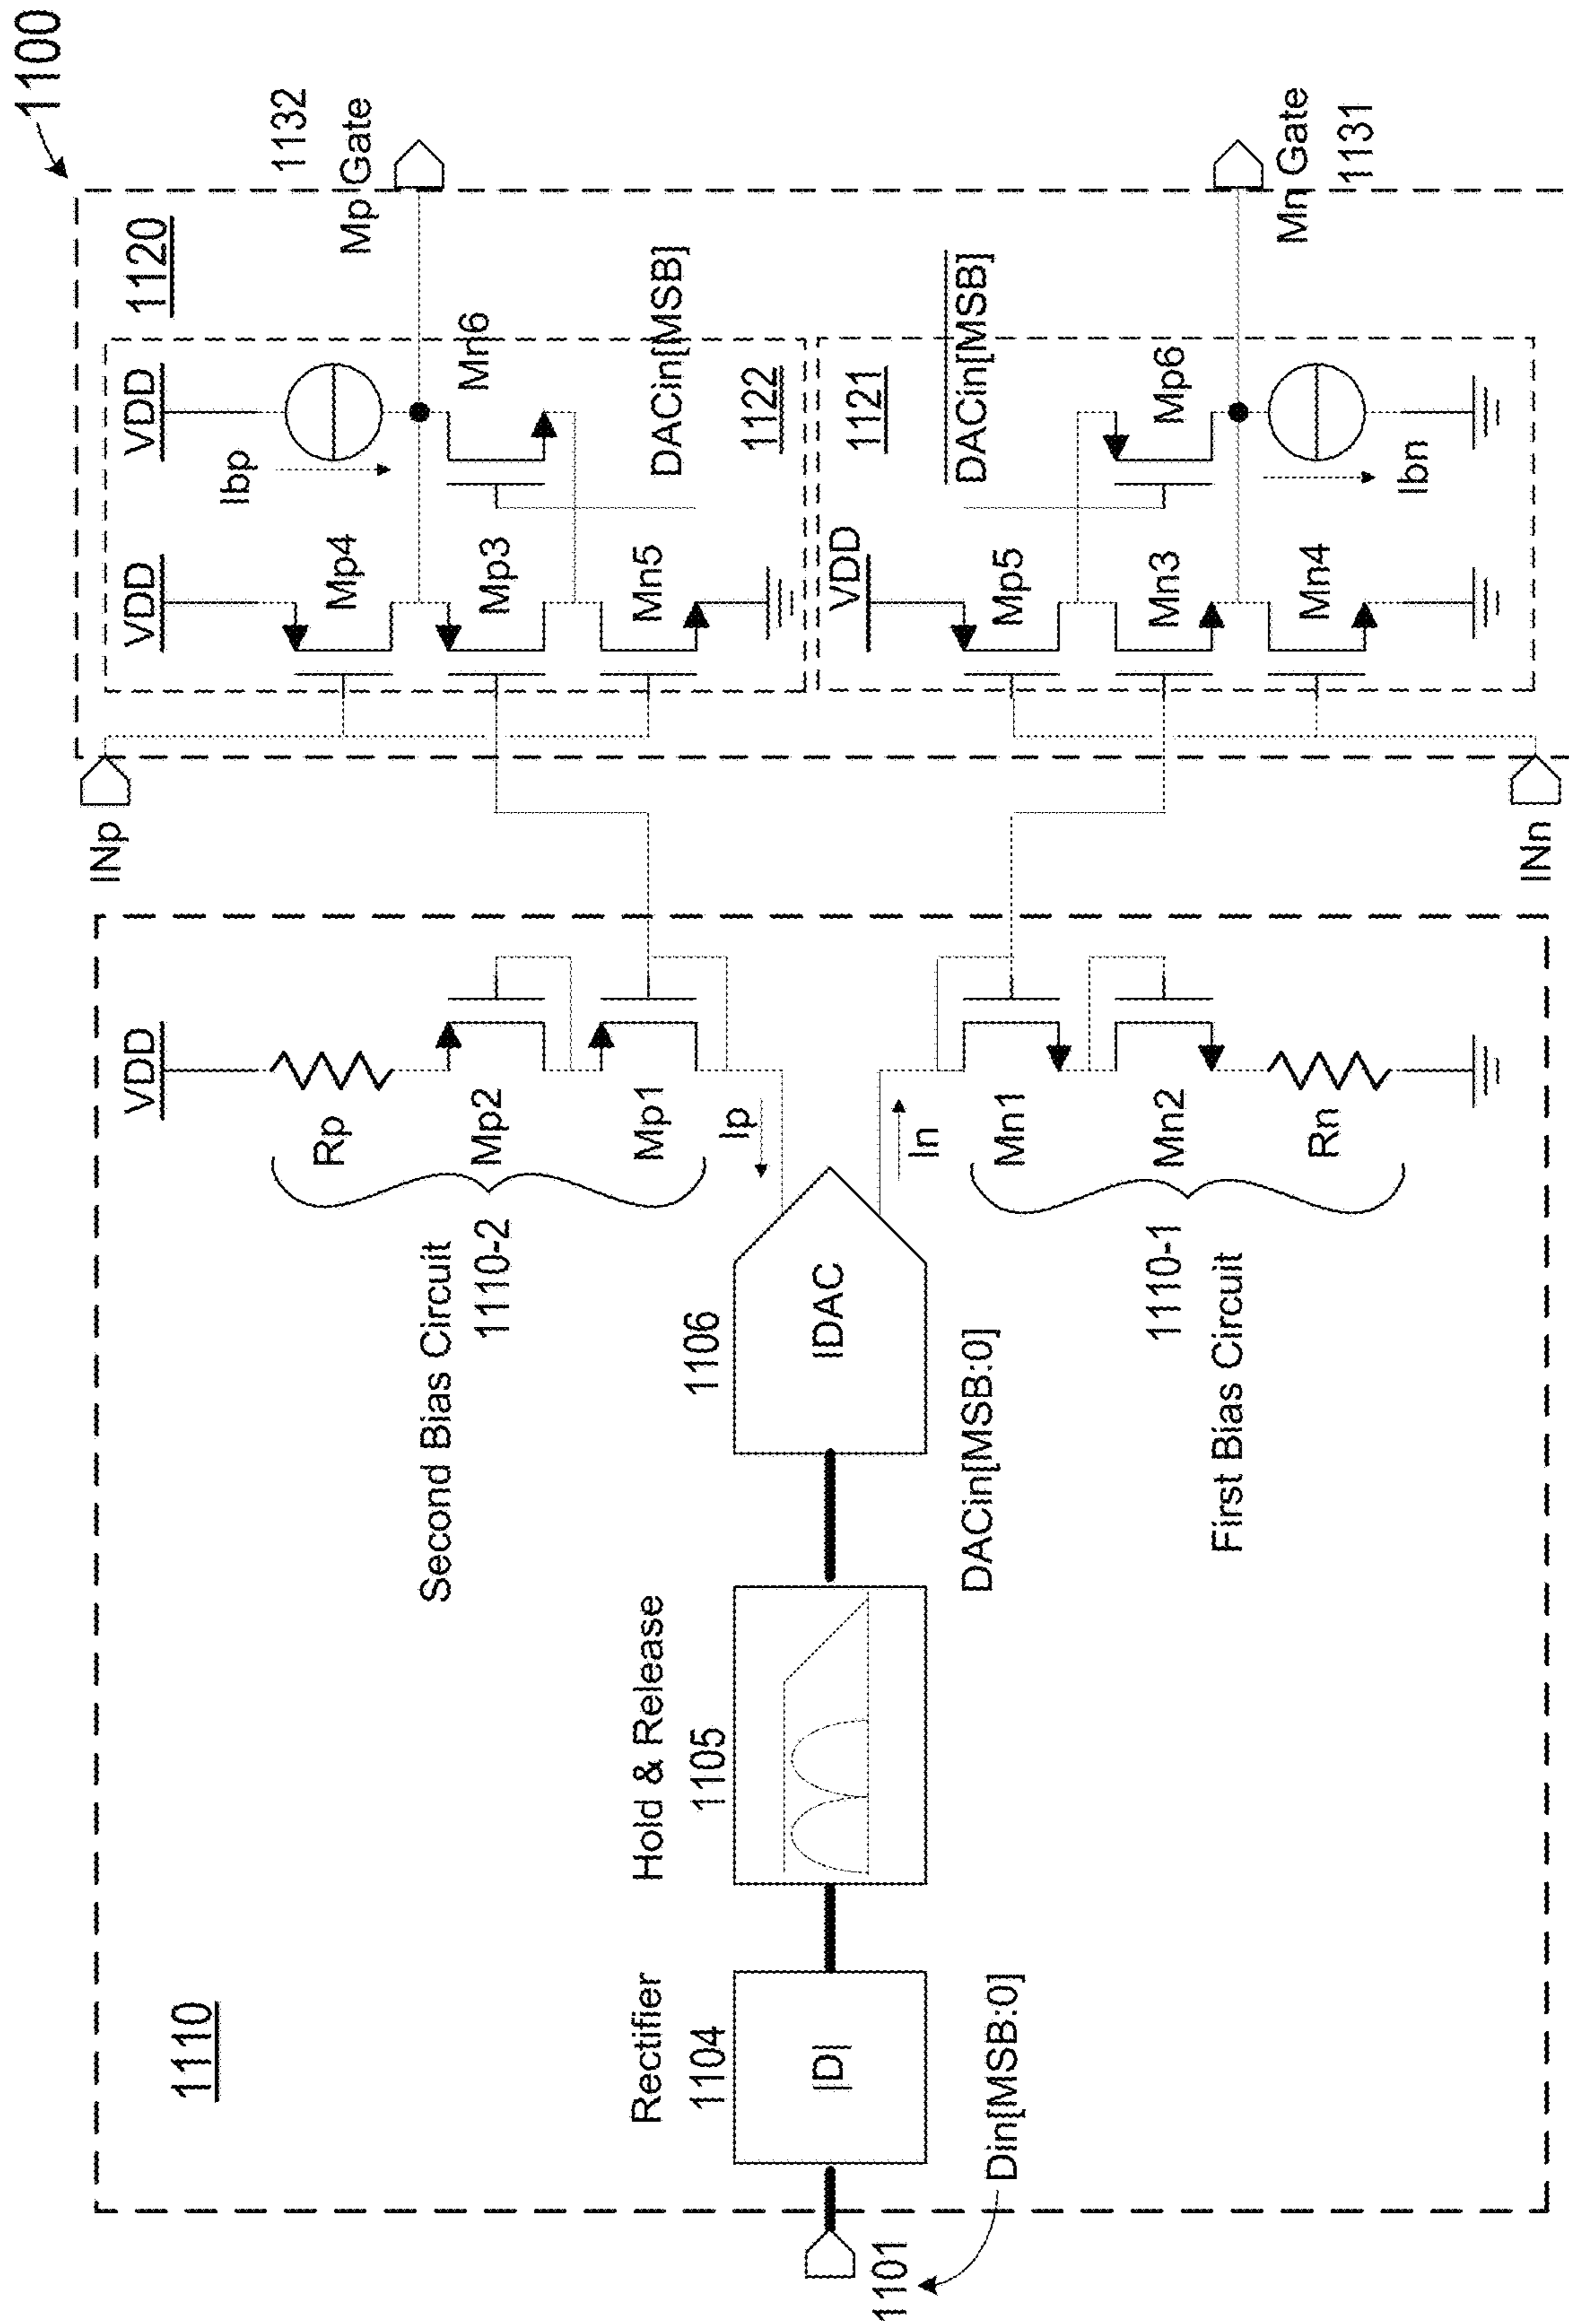 1100
1110
1120
INp
1132
Mp Gate
VDD
Rp
Mp2
Mp1
Second Bias Circuit
1110-2
VDD
Mp4
Mp3
Mn5
VDD
Ibp
Mn6
DACin[MSB]
1122
Ip
In
Rectifier
1104
|D|
Hold & Release
1105
1106
IDAC
DACin[MSB:0]
1101
Din[MSB:0]
VDD
Mp5
Mn3
Mn4
1121
DACin[MSB]
Mp6
Ibn
Mn Gate
1131
Mn1
Mn2
Rn
1110-1
First Bias Circuit
INn